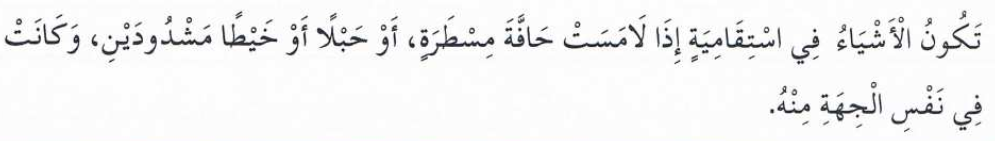 تَكُونُ الْأَشْيَاءُ فِي اسْتِقَامِيَةٍ إِذَا لَامَسَتْ حَافَّةَ مِسْطَرَةٍ، أَوْ حَبْلًا أَوْ خَيْطًا مَشْدُودَيْنِ، وَكَانَتْ
فِي نَفْسِ الْجِهَةِ مِنْهُ.